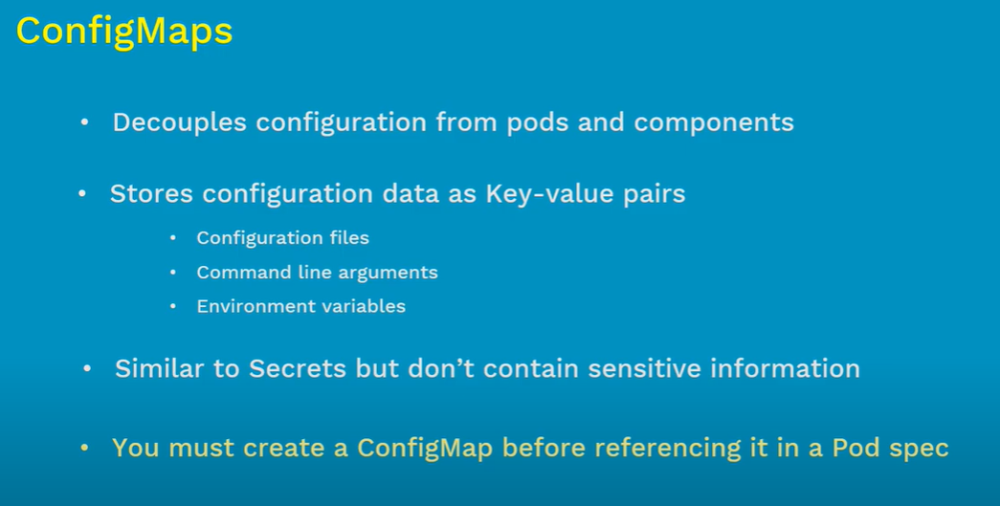 ConfigMaps
• Decouples configuration from pods and components
• Stores configuration data as Key-value pairs
• Configuration files
• Command line arguments
• Environment variables
• Similar to Secrets but don’t contain sensitive information
• You must create a ConfigMap before referencing it in a Pod spec